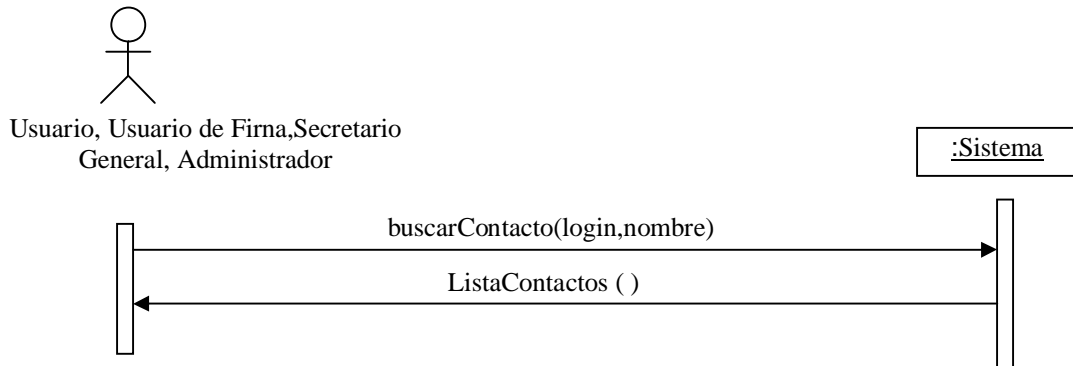 Usuario, Usuario de Firna,Secretario
General, Administrador
:Sistema
buscarContacto(login,nombre)
ListaContactos ( )